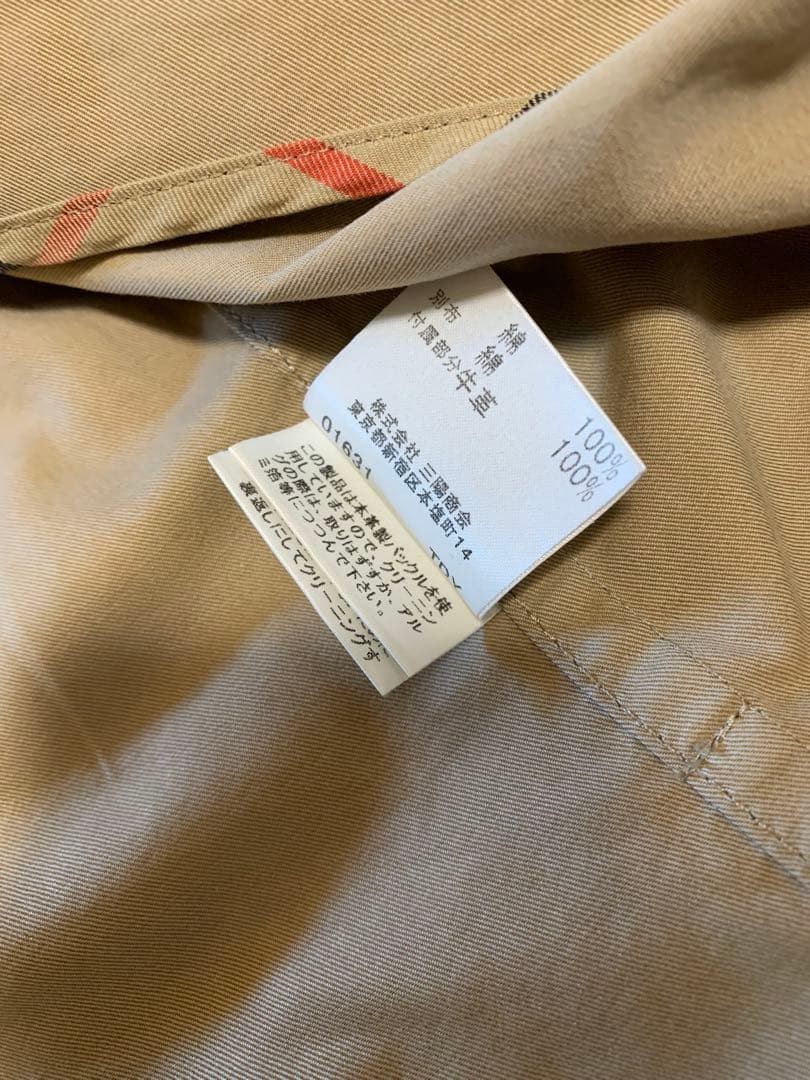 綿 100%
別布 綿 100%
付属部分 牛革
株式会社 三陽商会
東京都新宿区本塩町14
01631
TDY
この製品は本革製バックルを使
用していますので、クリーニン
グの際は、取りはずすか、アル
ミ箔等につつんで下さい。
裏返しにしてクリーニングす